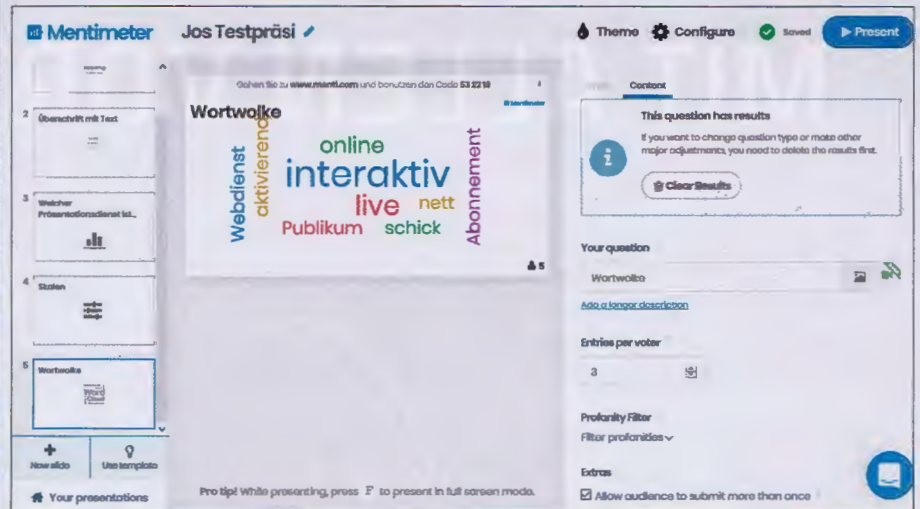 Mentimeter
Jos Testpräsi
Theme
Configure
Saved
Present
2
Überschrift mit Text
3
Welcher
Präsentationsdienst ist...
4
Skalen
5
Wortwolke
Word
Cloud
New slide
Use template
Your presentations
Gehen Sie zu www.menti.com und benutzen den Code 53 22 18
Wortwolke
Mentimeter
Webdienst
aktivierend
online
interaktiv
live
nett
Publikum
schick
Abonnement
5
Pro tip! While presenting, press F to present in full screen mode.
Content
This question has results
If you want to change question type or make other
major adjustments, you need to delete the results first.
Clear Results
Your question
Wortwolke
Add a longer description
Entries per voter
3
Profanity Filter
Filter profanities
Extras
Allow audience to submit more than once